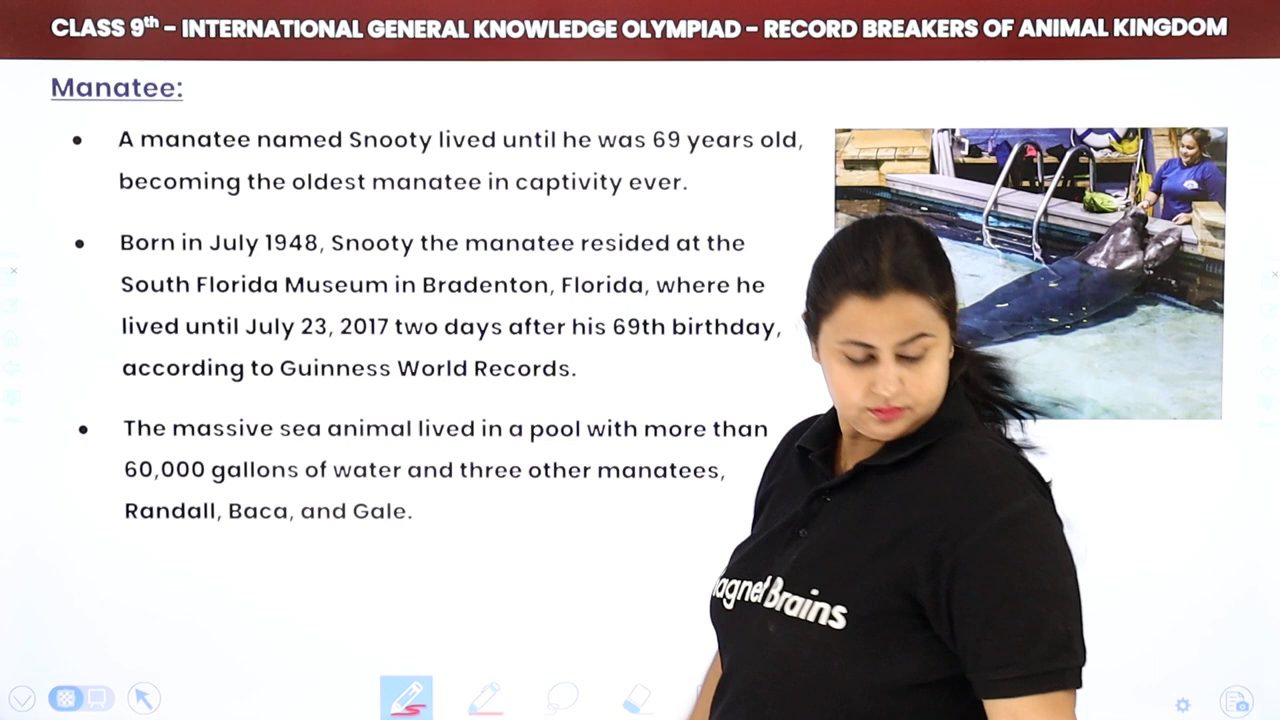 CLASS 9th - INTERNATIONAL GENERAL KNOWLEDGE OLYMPIAD - RECORD BREAKERS OF ANIMAL KINGDOM
Manatee:
• A manatee named Snooty lived until he was 69 years old,
becoming the oldest manatee in captivity ever.
• Born in July 1948, Snooty the manatee resided at the
South Florida Museum in Bradenton, Florida, where he
lived until July 23, 2017 two days after his 69th birthday,
according to Guinness World Records.
• The massive sea animal lived in a pool with more than
60,000 gallons of water and three other manatees,
Randall, Baca, and Gale.
agnet Brains